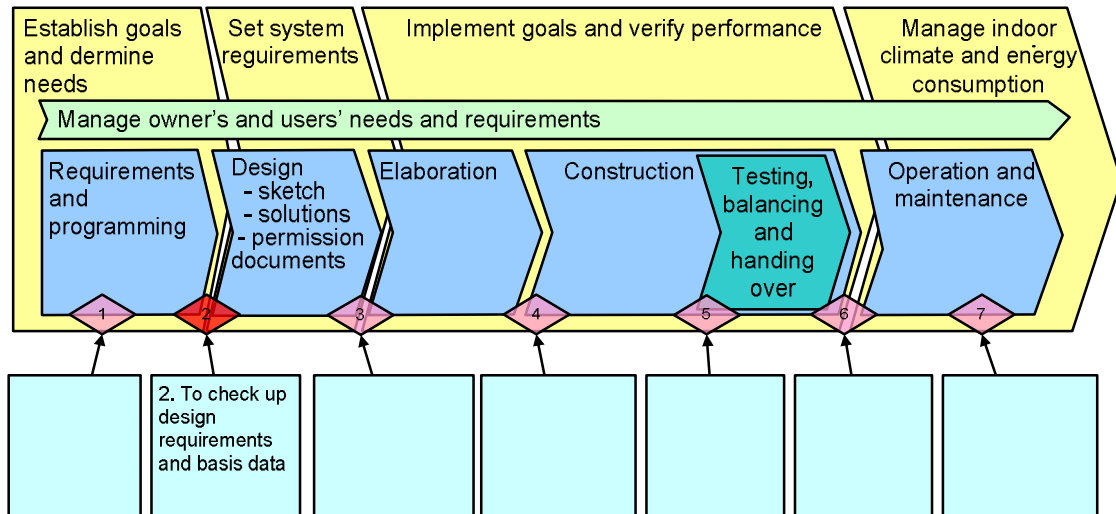 Establish goals
and dermine
needs
Set system
reguirements
Implement goals and verify performance
Manage indoor
climate and energy
consumption
Manage owner's and users' needs and requirements
Requirements
and
programming
Design
- sketch
- solutions
- permission
documents
Elaboration
Construction
Testing,
balancing
and
handing
over
Operation and
maintenance
1
2
3
4
5
6
7
2. To check up
design
requirements
and basis data